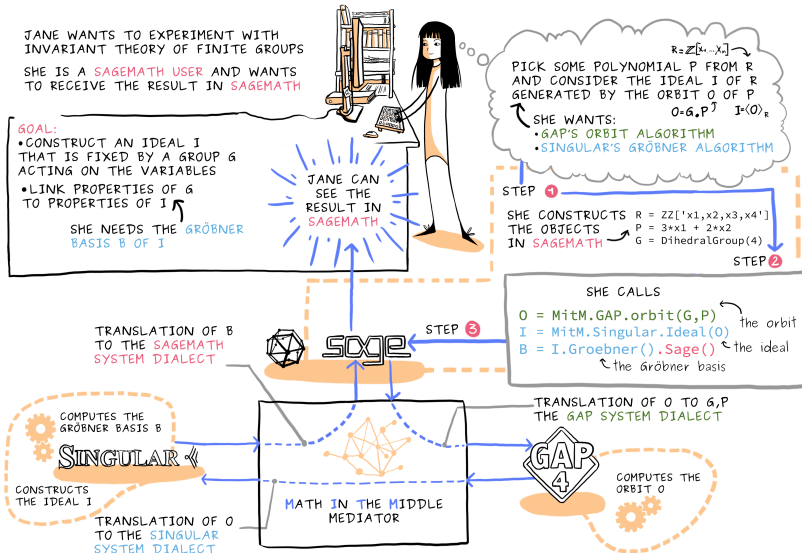 JANE WANTS TO EXPERIMENT WITH
INVARIANT THEORY OF FINITE GROUPS
SHE IS A SAGEMATH USER AND WANTS
TO RECEIVE THE RESULT IN SAGEMATH
GOAL:
•CONSTRUCT AN IDEAL I
THAT IS FIXED BY A GROUP G
ACTING ON THE VARIABLES
•LINK PROPERTIES OF G
TO PROPERTIES OF I
SHE NEEDS THE GRÖBNER
BASIS B OF I
JANE CAN
SEE THE
RESULT IN
SAGEMATH
R=ℤ[X₁,...,Xₙ]
PICK SOME POLYNOMIAL P FROM R
AND CONSIDER THE IDEAL I OF R
GENERATED BY THE ORBIT O OF P
O=G.P I=⟨O⟩R
SHE WANTS:
•GAP'S ORBIT ALGORITHM
•SINGULAR'S GRÖBNER ALGORITHM
STEP 1
SHE CONSTRUCTS
THE OBJECTS
IN SAGEMATH
R = ZZ['x1,x2,x3,x4']
P = 3*x1 + 2*x2
G = DihedralGroup(4)
STEP 2
SHE CALLS
O = MitM.GAP.orbit(G,P)
the orbit
I = MitM.Singular.Ideal(O)
the ideal
B = I.Groebner().Sage()
the Gröbner basis
STEP 3
sage
TRANSLATION OF B
TO THE SAGEMATH
SYSTEM DIALECT
TRANSLATION OF O TO G,P
THE GAP SYSTEM DIALECT
COMPUTES THE
GRÖBNER BASIS B
SINGULAR
CONSTRUCTS
THE IDEAL I
TRANSLATION OF O
TO THE SINGULAR
SYSTEM DIALECT
MATH IN THE MIDDLE
MEDIATOR
GAP
4
COMPUTES THE
ORBIT O